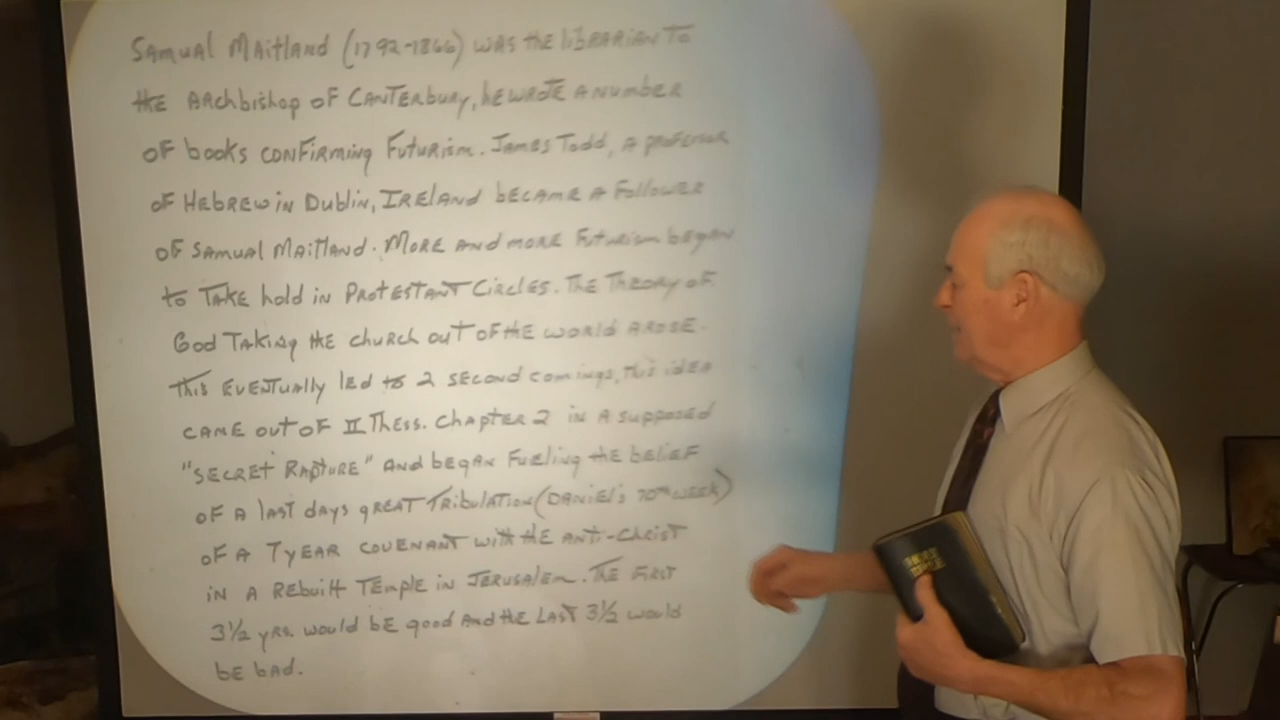 Samual Maitland (1792-1866) was the librarian to
the Archbishop of Canterbury, he wrote a number
of books confirming Futurism. James Todd, a professor
of Hebrew in Dublin, Ireland became a follower
of Samual Maitland. More and more Futurism began
to take hold in Protestant Circles. The Theory of
God Taking the church out of the world arose.
This eventually led to 2 second comings, this idea
came out of II Thess. Chapter 2 in a supposed
"Secret Rapture" and began fueling the belief
of a last days great Tribulation (Daniel's 70th week)
of a 7 year covenant with the Anti-Christ
in a rebuilt Temple in Jerusalem. The first
3½ yrs. would be good and the last 3½ would
be bad.
HOLY
BIBLE